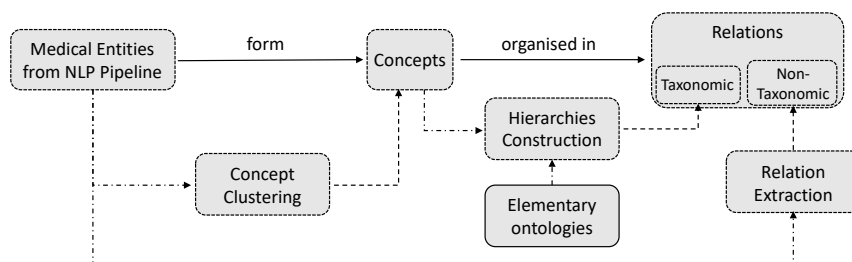 Medical Entities
from NLP Pipeline
form
Concepts
organised in
Relations
Taxonomic
Non-
Taxonomic
Hierarchies
Construction
Concept
Clustering
Elementary
ontologies
Relation
Extraction